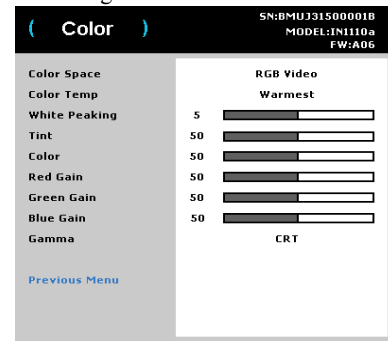 ( Color )
SN:BMUJ31500001B
MODEL:IN1110a
FW:A06
Color Space RGB Video
Color Temp Warmest
White Peaking 5
Tint 50
Color 50
Red Gain 50
Green Gain 50
Blue Gain 50
Gamma CRT
Previous Menu